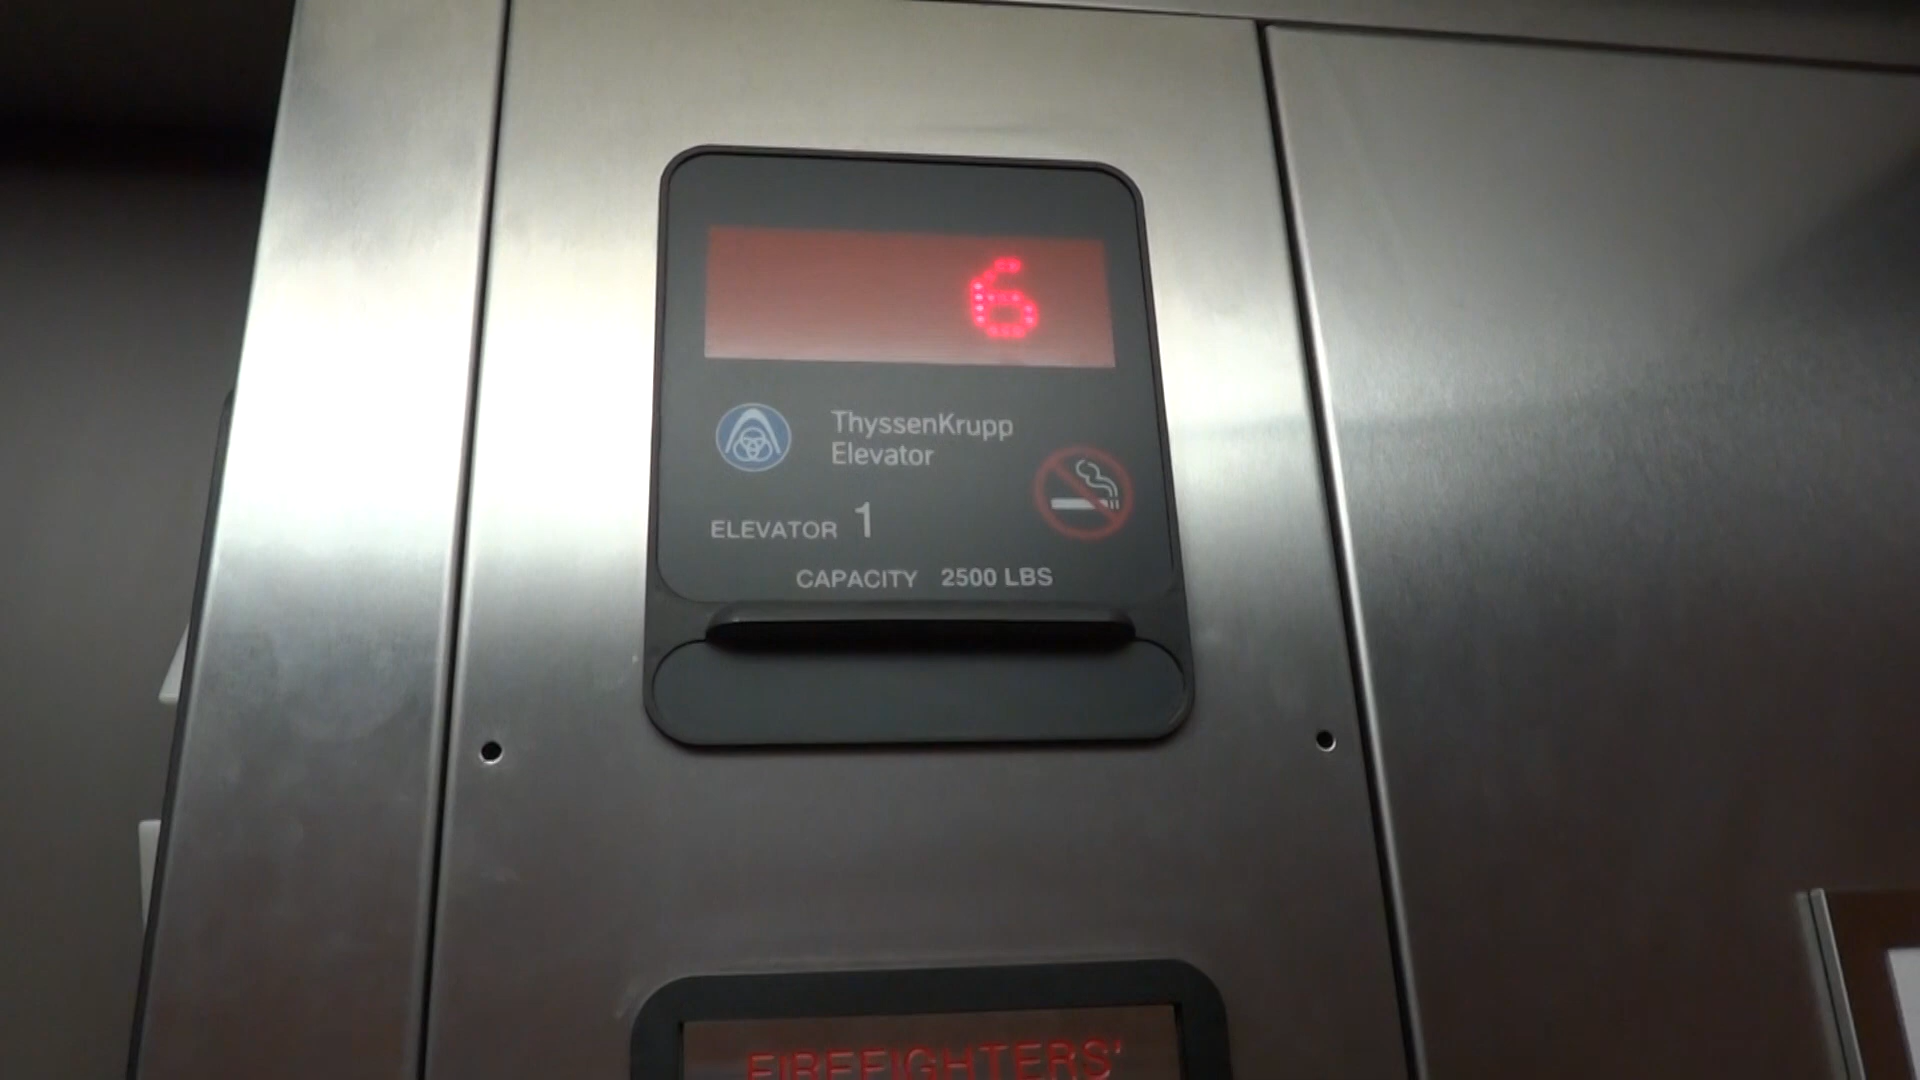 6
ThyssenKrupp
Elevator
ELEVATOR 1
CAPACITY 2500 LBS
FIREFIGHTERS'